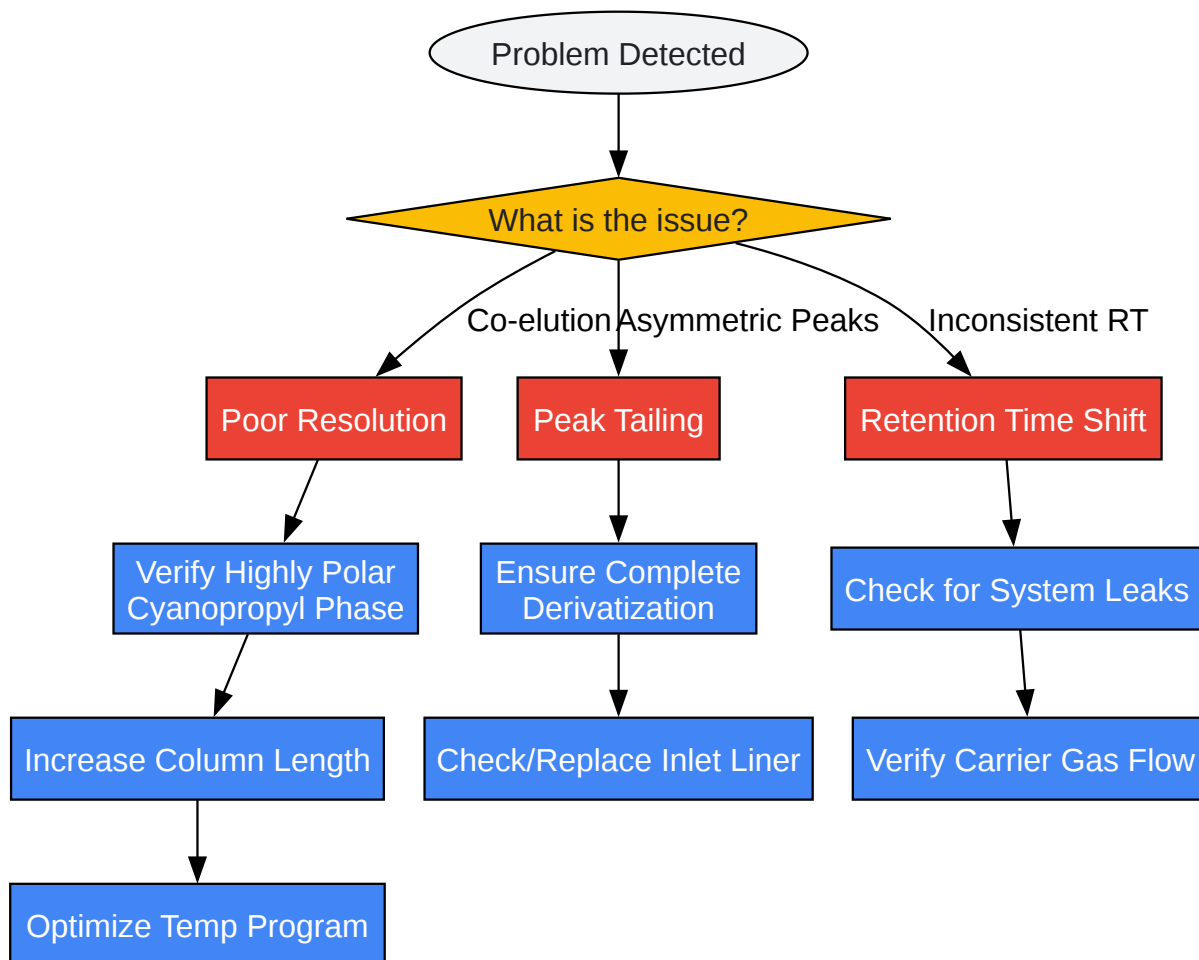 Problem Detected
What is the issue?
Co-elution
Asymmetric Peaks
Inconsistent RT
Poor Resolution
Peak Tailing
Retention Time Shift
Verify Highly Polar
Cyanopropyl Phase
Ensure Complete
Derivatization
Check for System Leaks
Increase Column Length
Check/Replace Inlet Liner
Verify Carrier Gas Flow
Optimize Temp Program